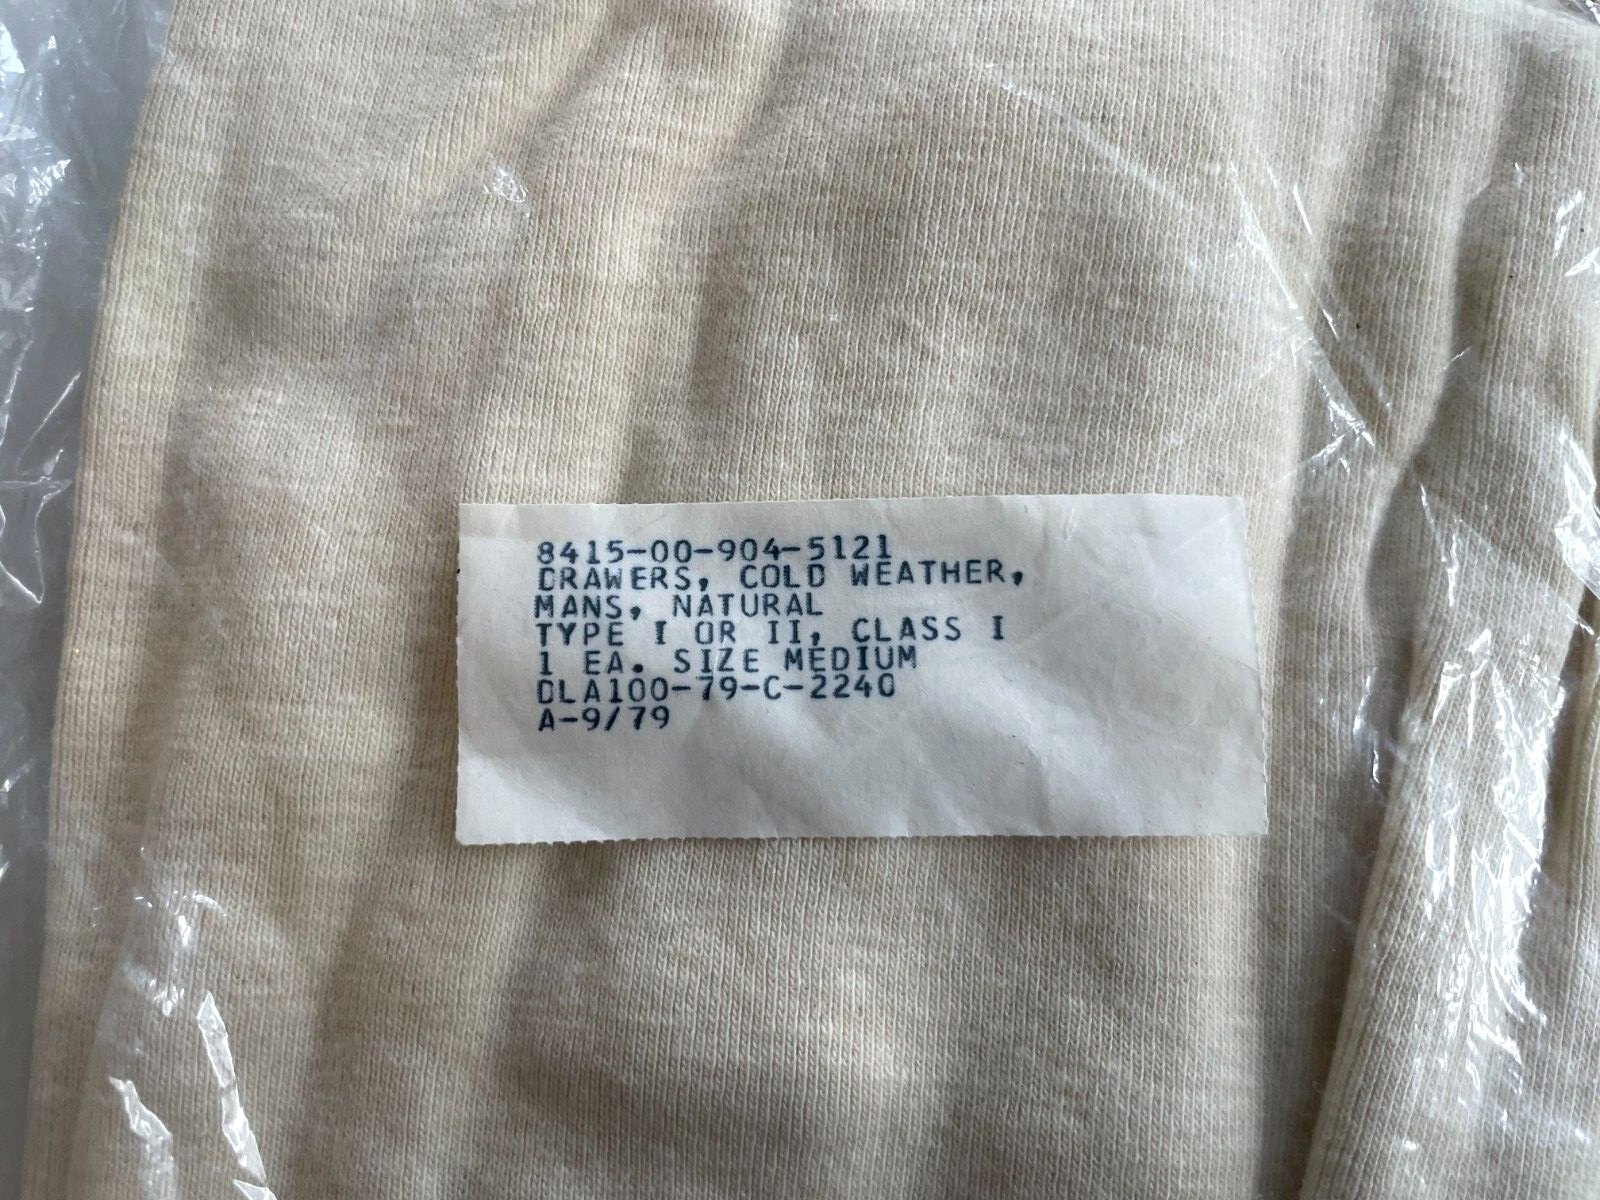 8415-00-904-5121
DRAWERS, COLD WEATHER,
MANS, NATURAL
TYPE I OR II, CLASS I
1 EA. SIZE MEDIUM
DLA100-79-C-2240
A-9/79